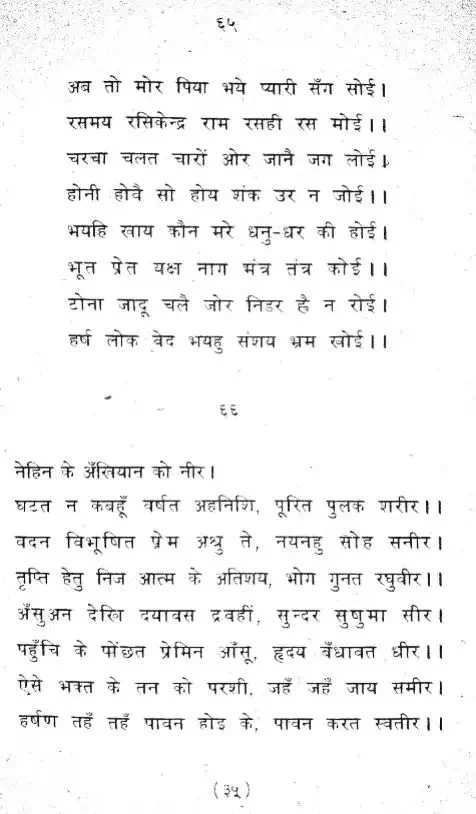 ६५
अब तो मोर पिया भये प्यारी सँग सोई।
रसमय रसिकेन्द्र राम रसही रस मोई।।
चरचा चलत चारों ओर जानै जग लोई।
होनी होवै सो होय शंक उर न जोई।।
भयहि खाय कौन मरे धनु-धर की होई।
भूत प्रेत यक्ष नाग मंत्र तंत्र कोई।।
टोना जादू चलै जोर निडर ह्वै न रोई।
हर्ष लोक वेद भयहु संशय भ्रम खोई।।
६६
नेहिन के अँखियान को नीर।
घटत न कबहूँ वर्षत अहनिशि, पूरित पुलक शरीर।।
वदन विभूषित प्रेम अश्रु ते, नयनहु सोह सनीर।
तृप्ति हेतु निज आत्म के अतिशय, भोग गुनत रघुवीर।।
अँसुअन देखि दयावस द्रवहीं, सुन्दर सुषुमा सीर।
पहुँचि के पोंछत प्रेमिन आँसू, हृदय बँधावत धीर।।
ऐसे भक्त के तन को परशी, जहँ जहँ जाय समीर।
हर्षण तहँ तहँ पावन होइ के, पावन करत स्वतीर।।
(३५)